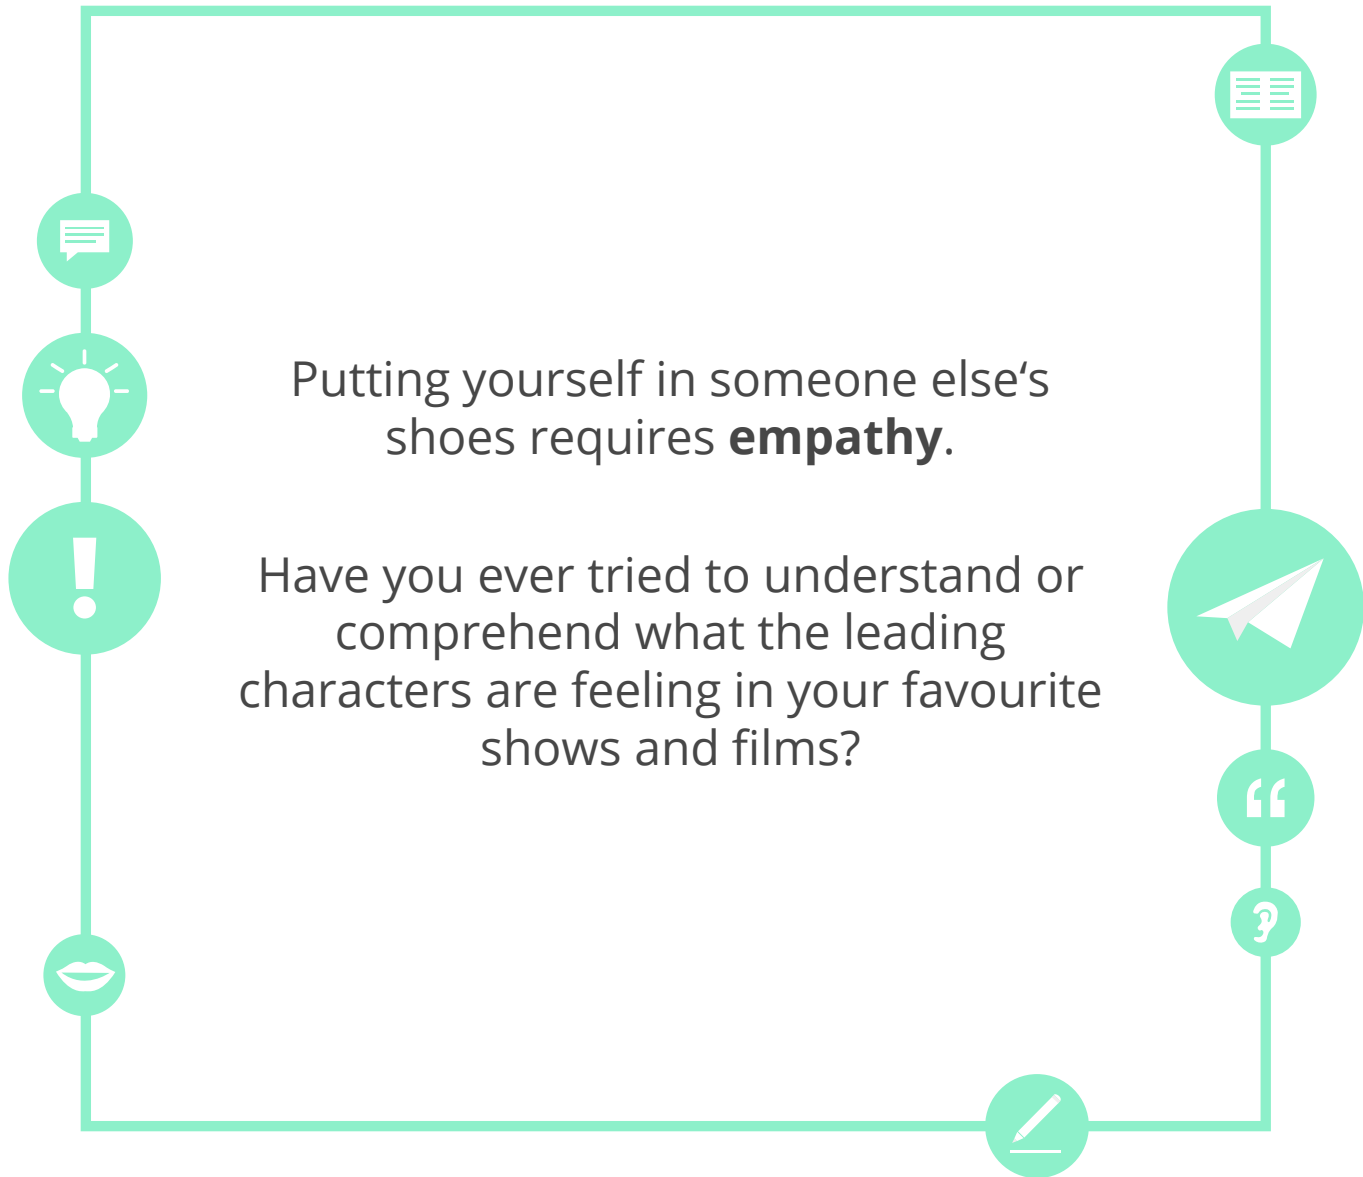 Putting yourself in someone else‘s
shoes requires empathy.
Have you ever tried to understand or
comprehend what the leading
characters are feeling in your favourite
shows and films?